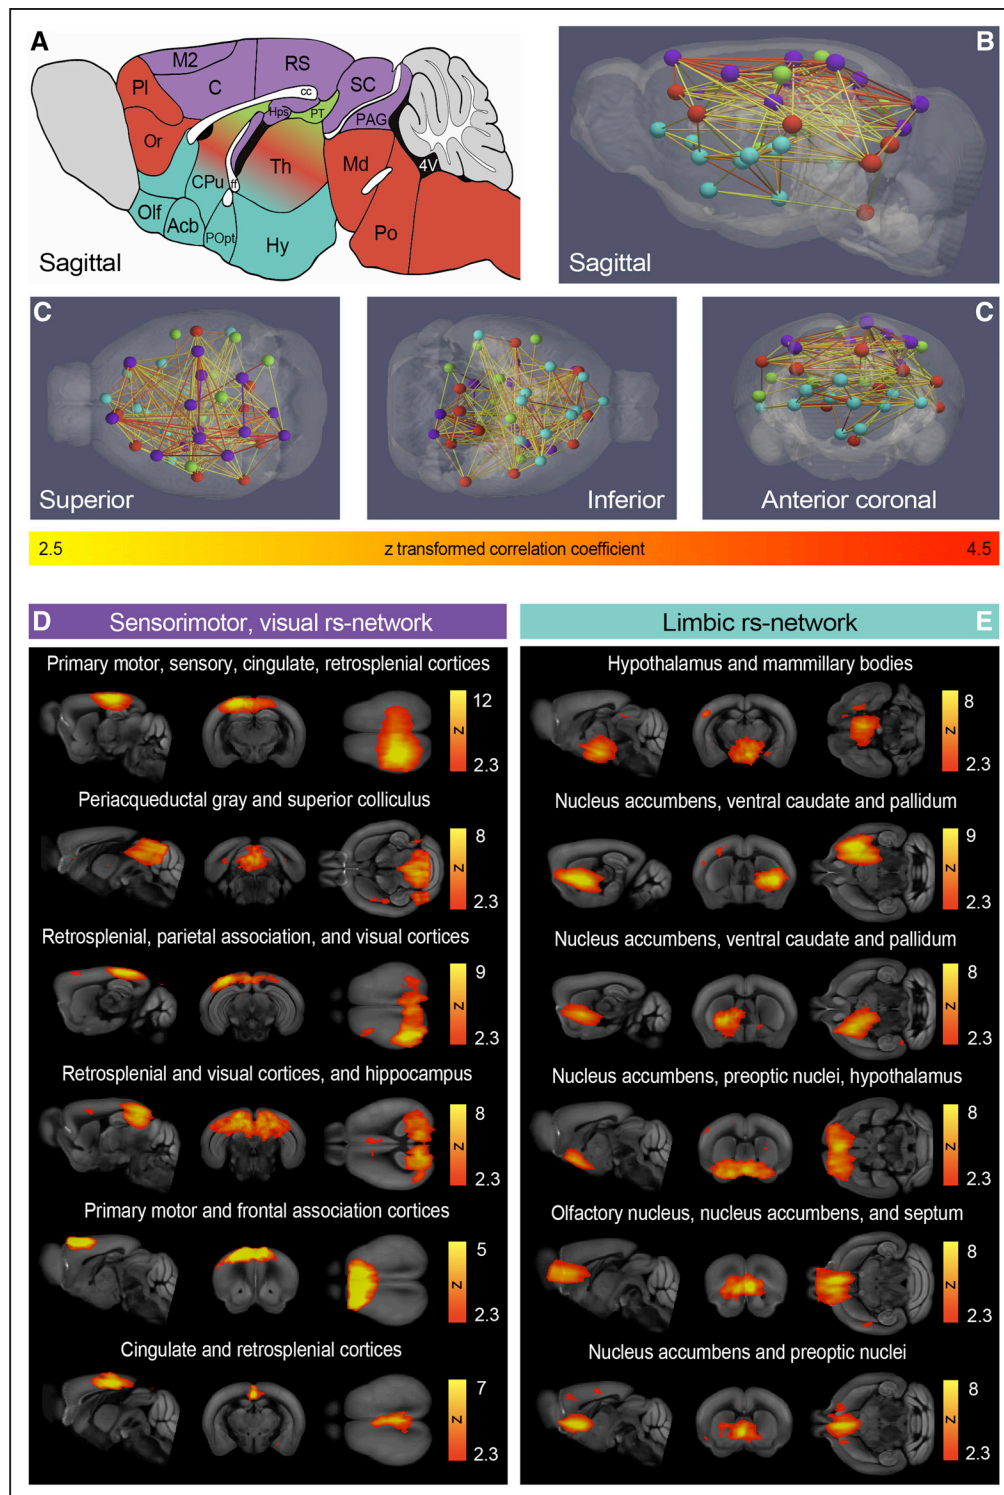 A
M2
RS
PI
C
SC
cc
Hps
PT
PAG
Or
Th
Md
4V
CPu
ff
Olf
Acb
POpt
Hy
Po
Sagittal
B
Sagittal
C
Superior
Inferior
C
Anterior coronal
2.5 z transformed correlation coefficient 4.5
D Sensorimotor, visual rs-network
Primary motor, sensory, cingulate, retrosplenial cortices
12
z
2.3
Periacqueductal gray and superior colliculus
8
z
2.3
Retrosplenial, parietal association, and visual cortices
9
z
2.3
Retrosplenial and visual cortices, and hippocampus
8
z
2.3
Primary motor and frontal association cortices
5
z
2.3
Cingulate and retrosplenial cortices
7
z
2.3
Limbic rs-network E
Hypothalamus and mammillary bodies
8
z
2.3
Nucleus accumbens, ventral caudate and pallidum
9
z
2.3
Nucleus accumbens, ventral caudate and pallidum
8
z
2.3
Nucleus accumbens, preoptic nuclei, hypothalamus
8
z
2.3
Olfactory nucleus, nucleus accumbens, and septum
8
z
2.3
Nucleus accumbens and preoptic nuclei
8
z
2.3